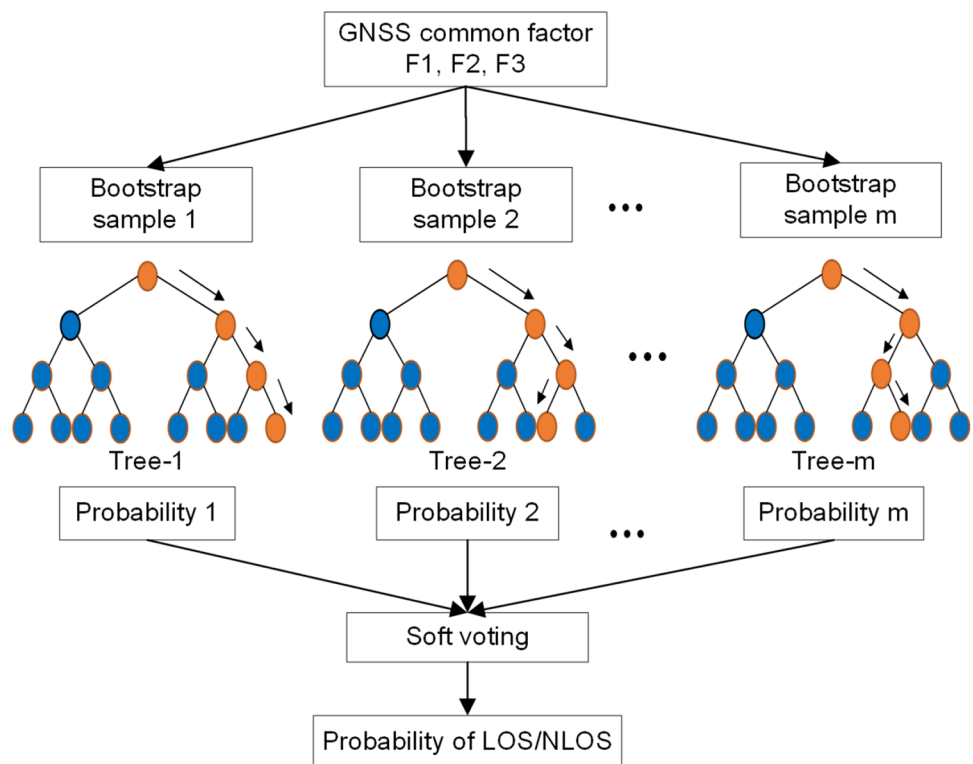 GNSS common factor
F1, F2, F3
Bootstrap
sample 1
Bootstrap
sample 2
...
Bootstrap
sample m
...
Tree-1
Tree-2
Tree-m
Probability 1
Probability 2
...
Probability m
Soft voting
Probability of LOS/NLOS